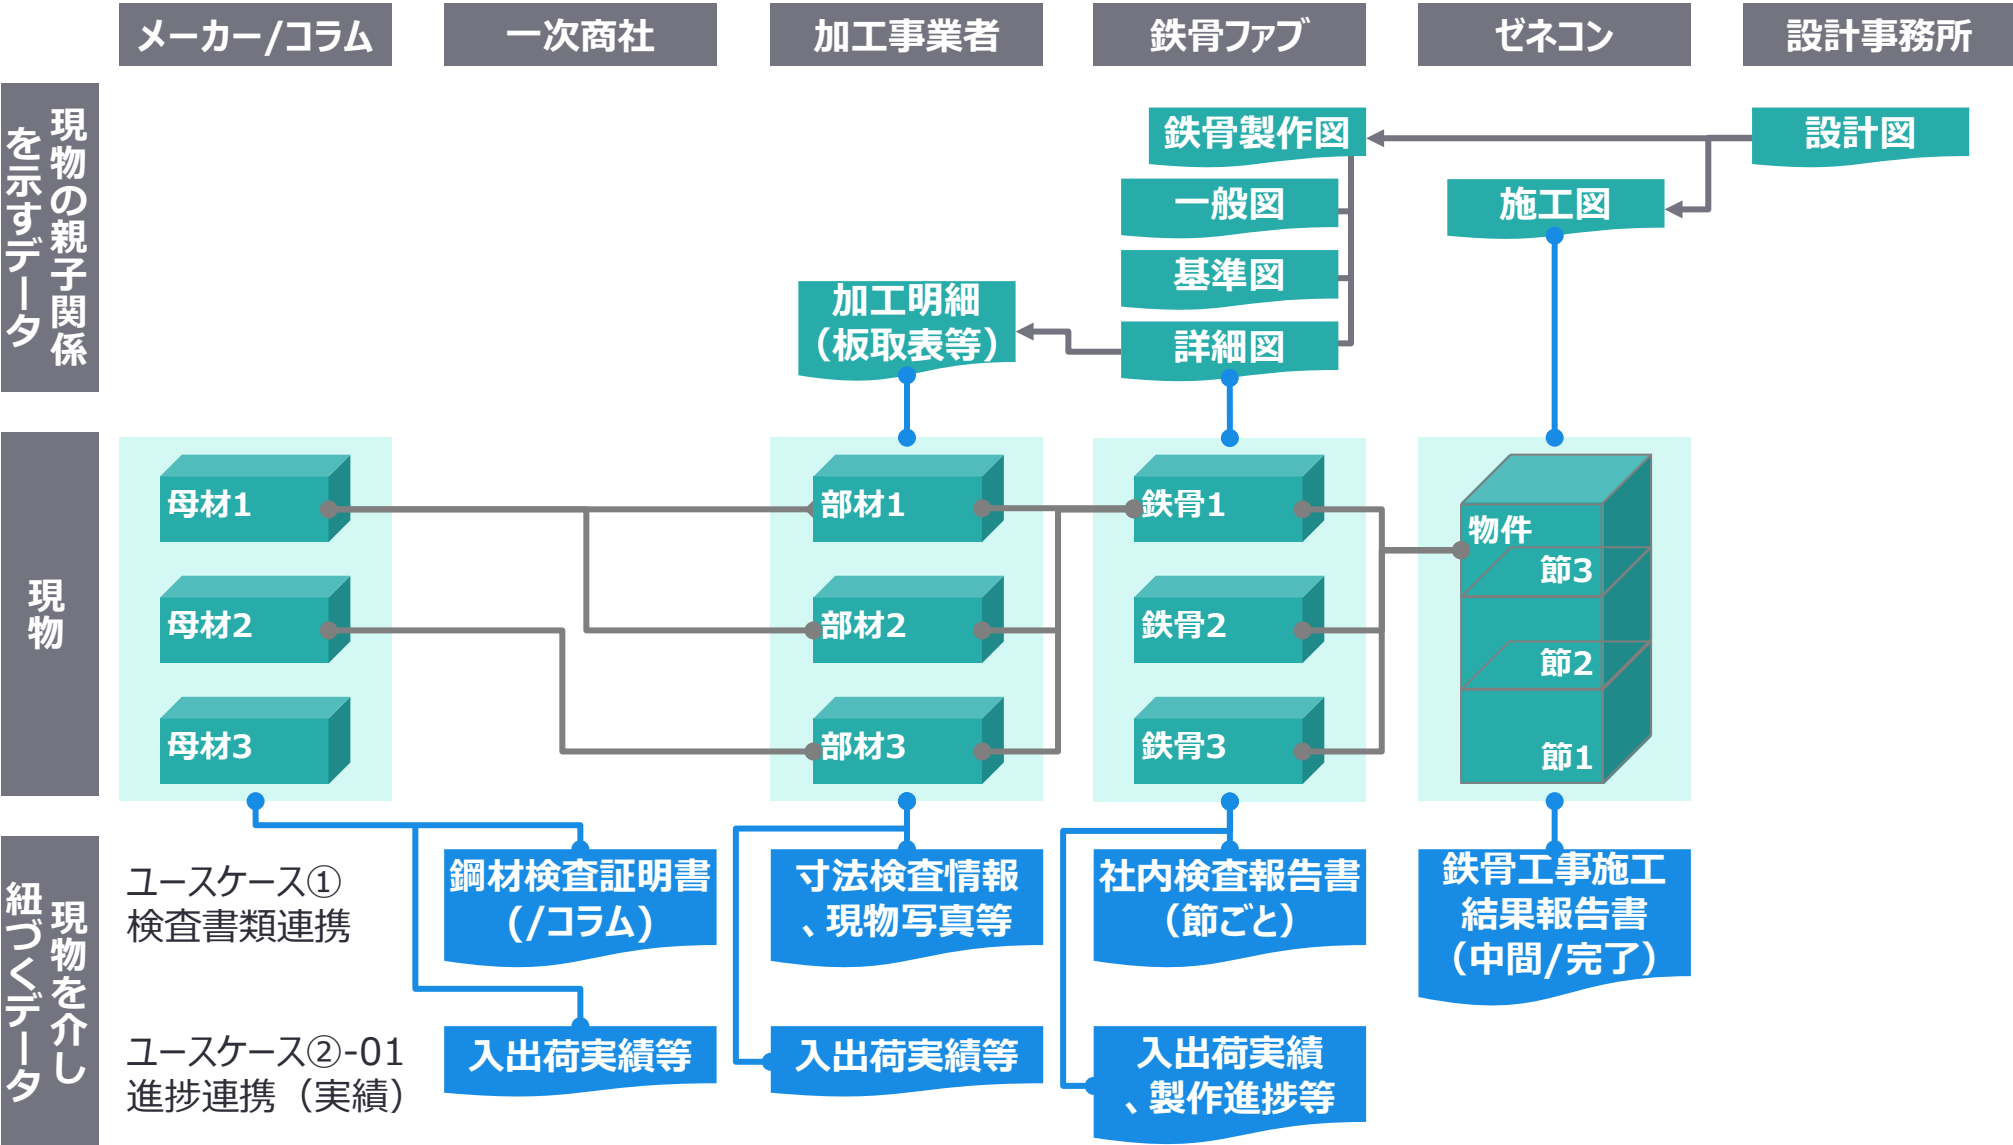 メーカー/コラム
一次商社
加工事業者
鉄骨ファブ
ゼネコン
設計事務所
現物の親子関係
を示すデータ
鉄骨製作図
設計図
一般図
施工図
基準図
加工明細
（板取表等）
詳細図
現物
母材1
部材1
鉄骨1
物件
節3
母材2
部材2
鉄骨2
節2
母材3
部材3
鉄骨3
節1
現物を介し
紐づくデータ
ユースケース①
検査書類連携
鋼材検査証明書
(/コラム)
寸法検査情報
、現物写真等
社内検査報告書
（節ごと）
鉄骨工事施工
結果報告書
（中間/完了）
ユースケース②-01
進捗連携（実績）
入出荷実績等
入出荷実績等
入出荷実績
、製作進捗等